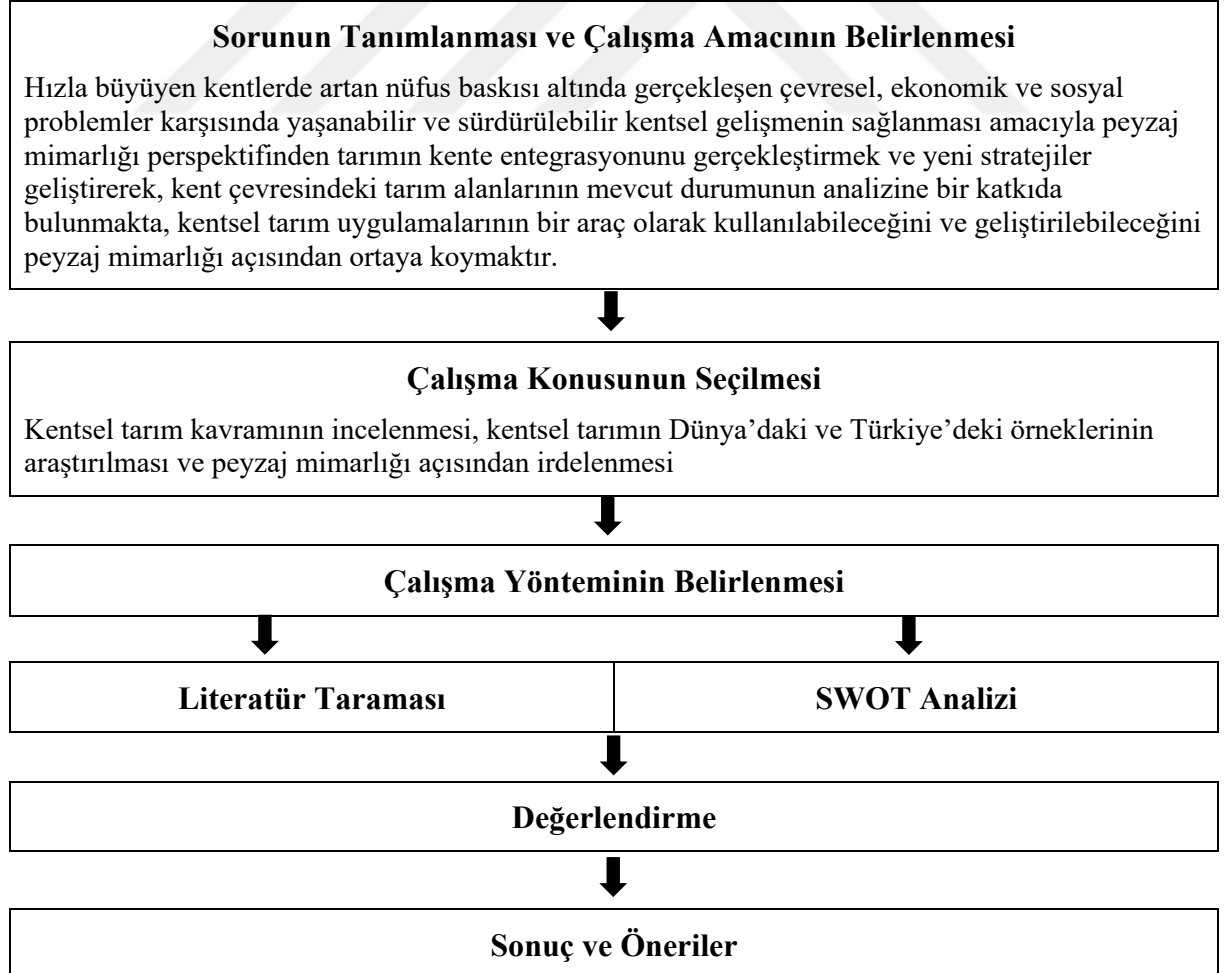 Sorunun Tanımlanması ve Çalışma Amacının Belirlenmesi
Hızla büyüyen kentlerde artan nüfus baskısı altında gerçekleşen çevresel, ekonomik ve sosyal
problemler karşısında yaşanabilir ve sürdürülebilir kentsel gelişmenin sağlanması amacıyla peyzaj
mimarlığı perspektifinden tarımın kente entegrasyonunu gerçekleştirmek ve yeni stratejiler
geliştirerek, kent çevresindeki tarım alanlarının mevcut durumunun analizine bir katkıda
bulunmakta, kentsel tarım uygulamalarının bir araç olarak kullanılabileceğini ve geliştirilebileceğini
peyzaj mimarlığı açısından ortaya koymaktır.
Çalışma Konusunun Seçilmesi
Kentsel tarım kavramının incelenmesi, kentsel tarımın Dünya’daki ve Türkiye’deki örneklerinin
araştırılması ve peyzaj mimarlığı açısından irdelenmesi
Çalışma Yönteminin Belirlenmesi
Literatür Taraması
SWOT Analizi
Değerlendirme
Sonuç ve Öneriler